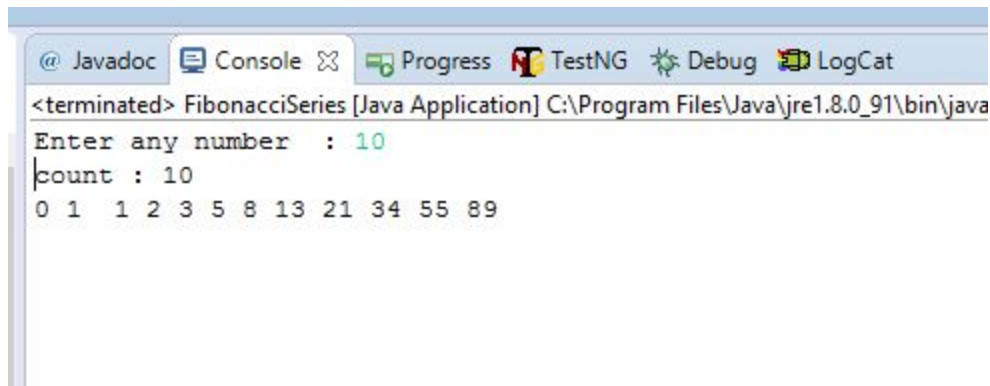 @ Javadoc Console Progress TestNG Debug LogCat
<terminated> FibonacciSeries [Java Application] C:\Program Files\Java\jre1.8.0_91\bin\java
Enter any number  : 10
count : 10
0 1  1 2 3 5 8 13 21 34 55 89